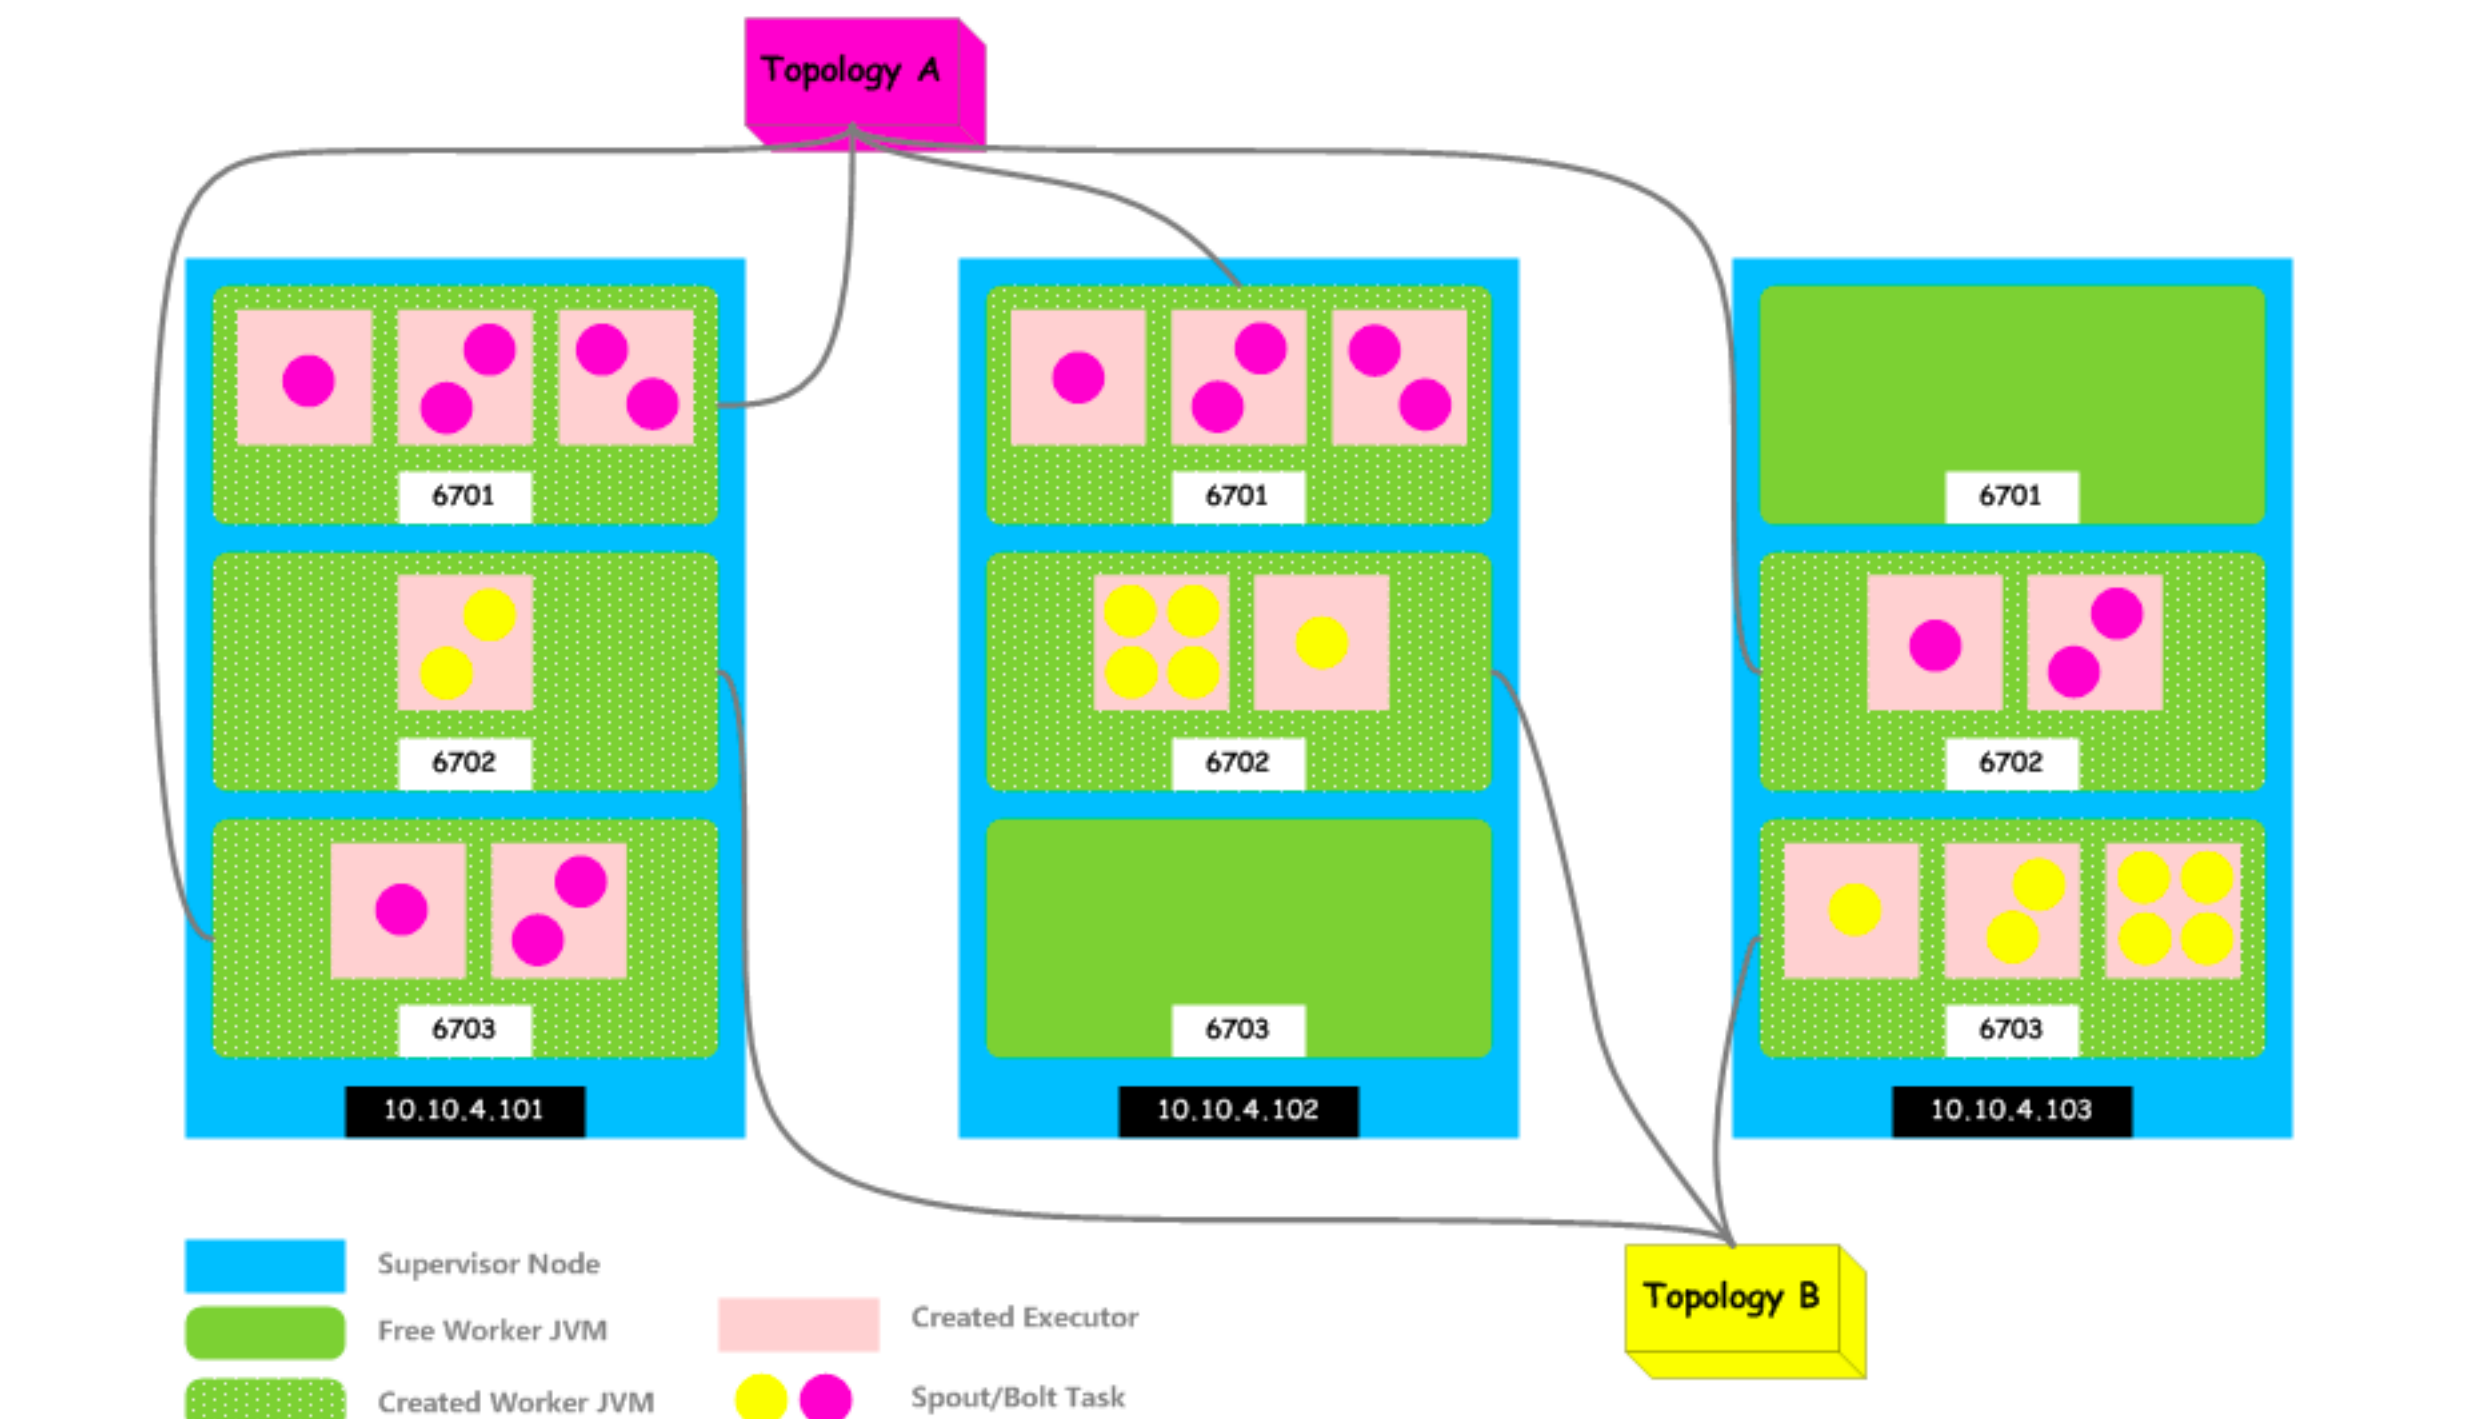 Topology A
6701
6701
6701
6702
6702
6702
6703
6703
6703
10.10.4.101
10.10.4.102
10.10.4.103
Supervisor Node
Free Worker JVM
Created Worker JVM
Created Executor
Spout/Bolt Task
Topology B